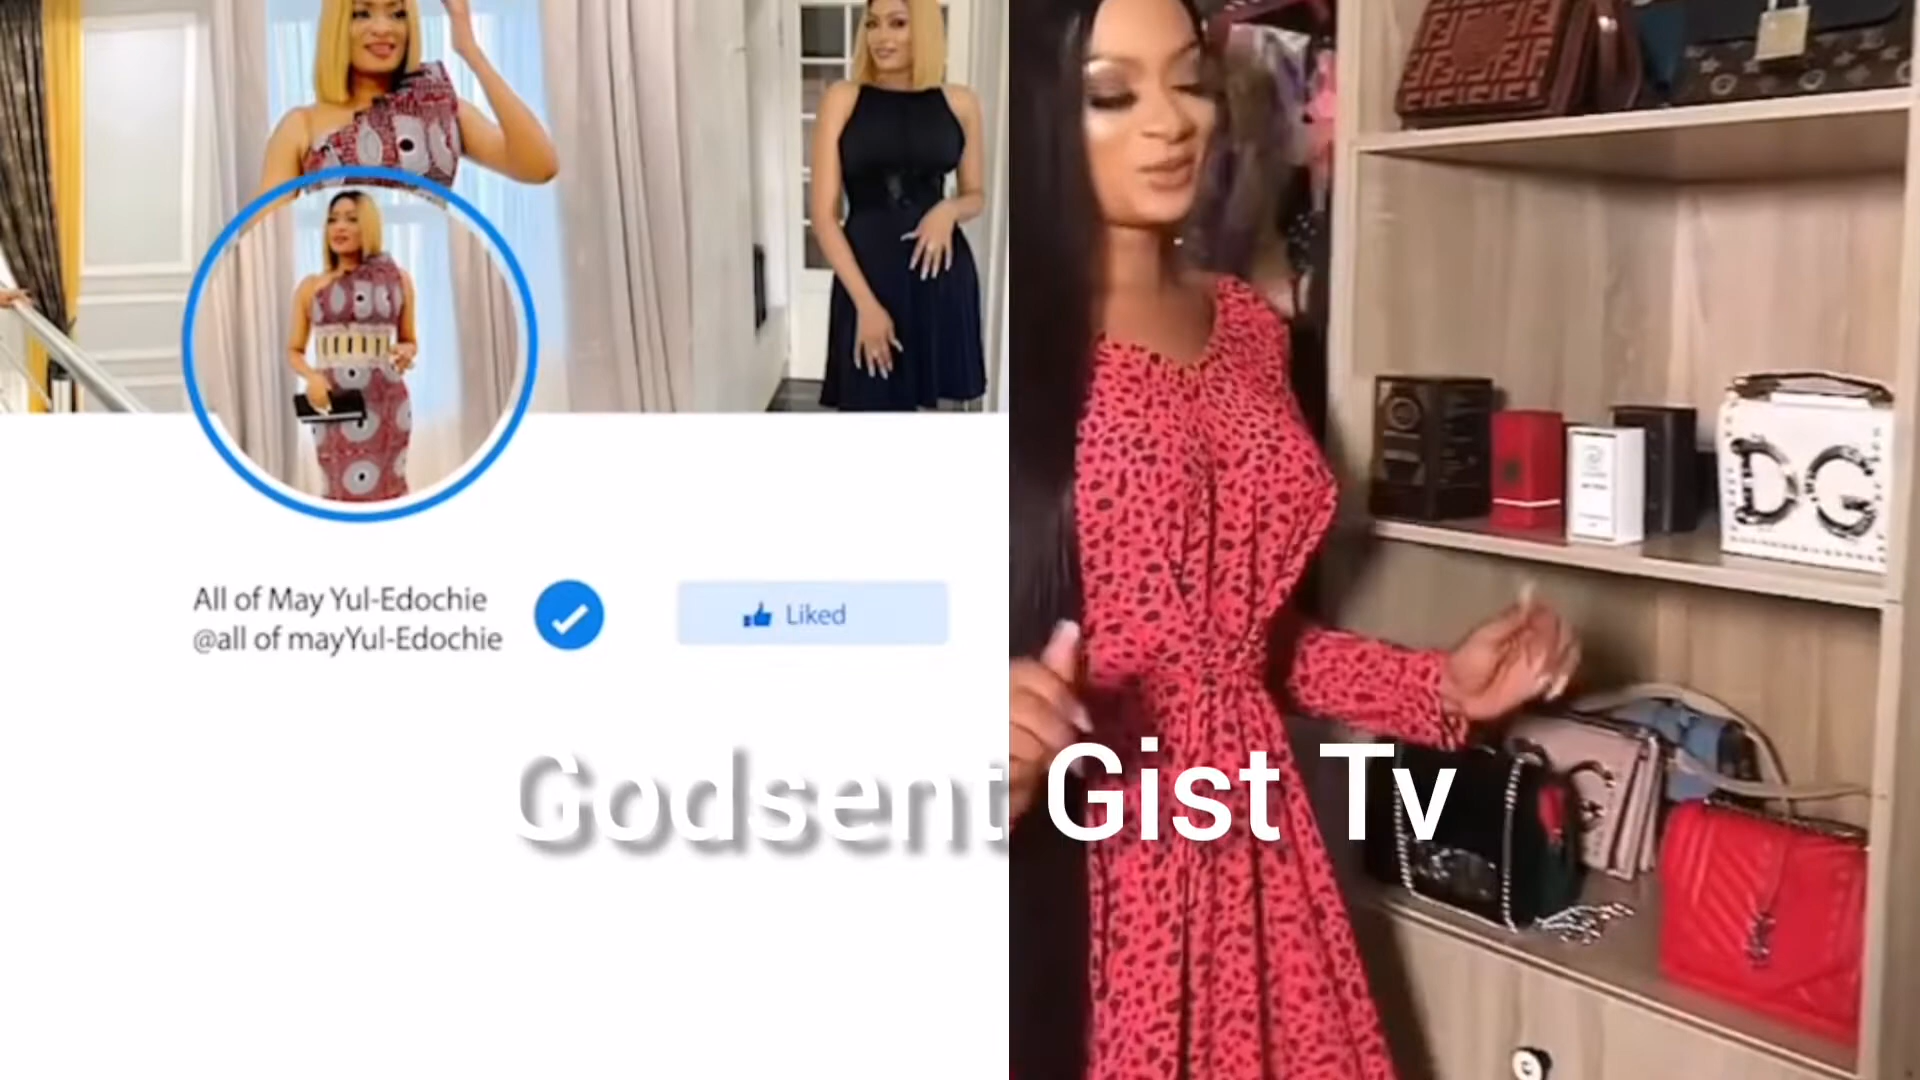 All of May Yul-Edochie
@all of mayYul-Edochie
Liked
Godsent Gist Tv
DG